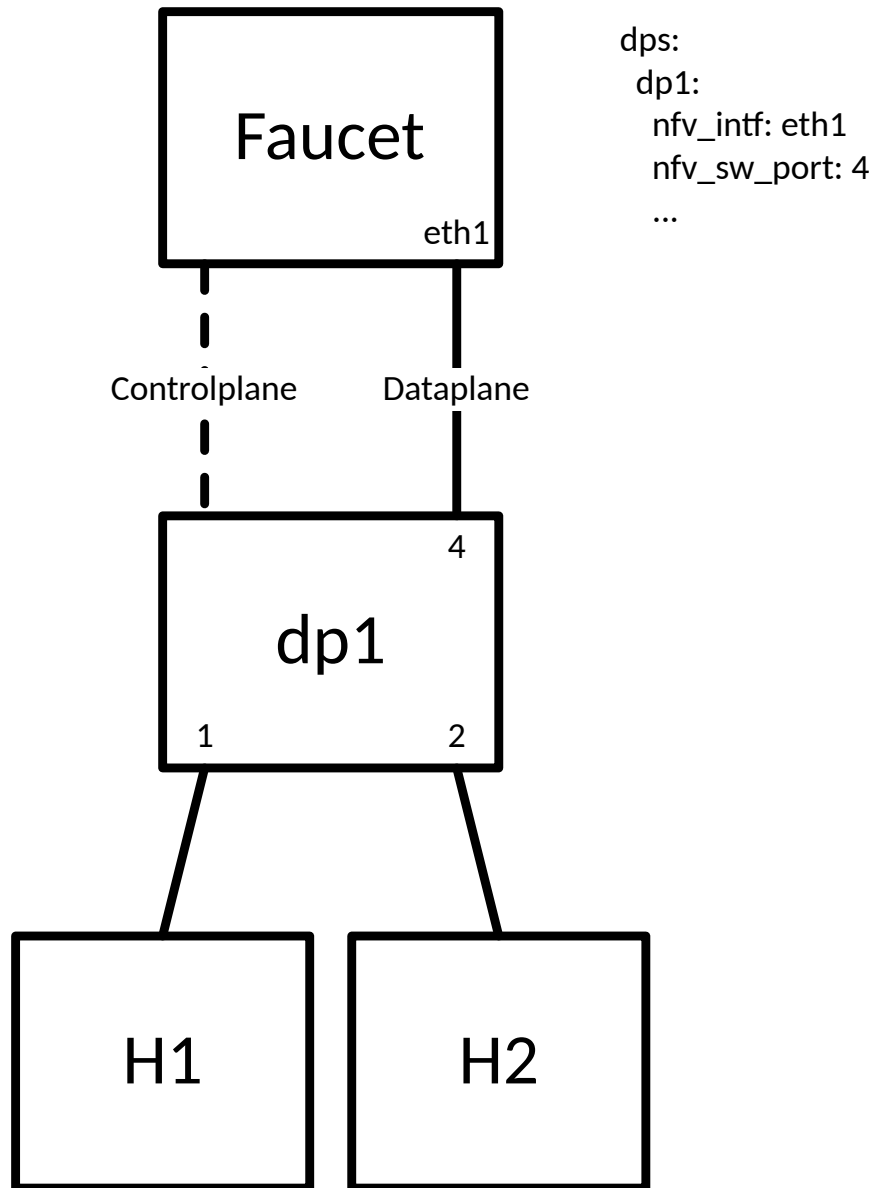 Faucet
eth1
dps:
dp1:
nfv_intf: eth1
nfv_sw_port: 4
...
Controlplane
Dataplane
4
dp1
1
2
H1
H2